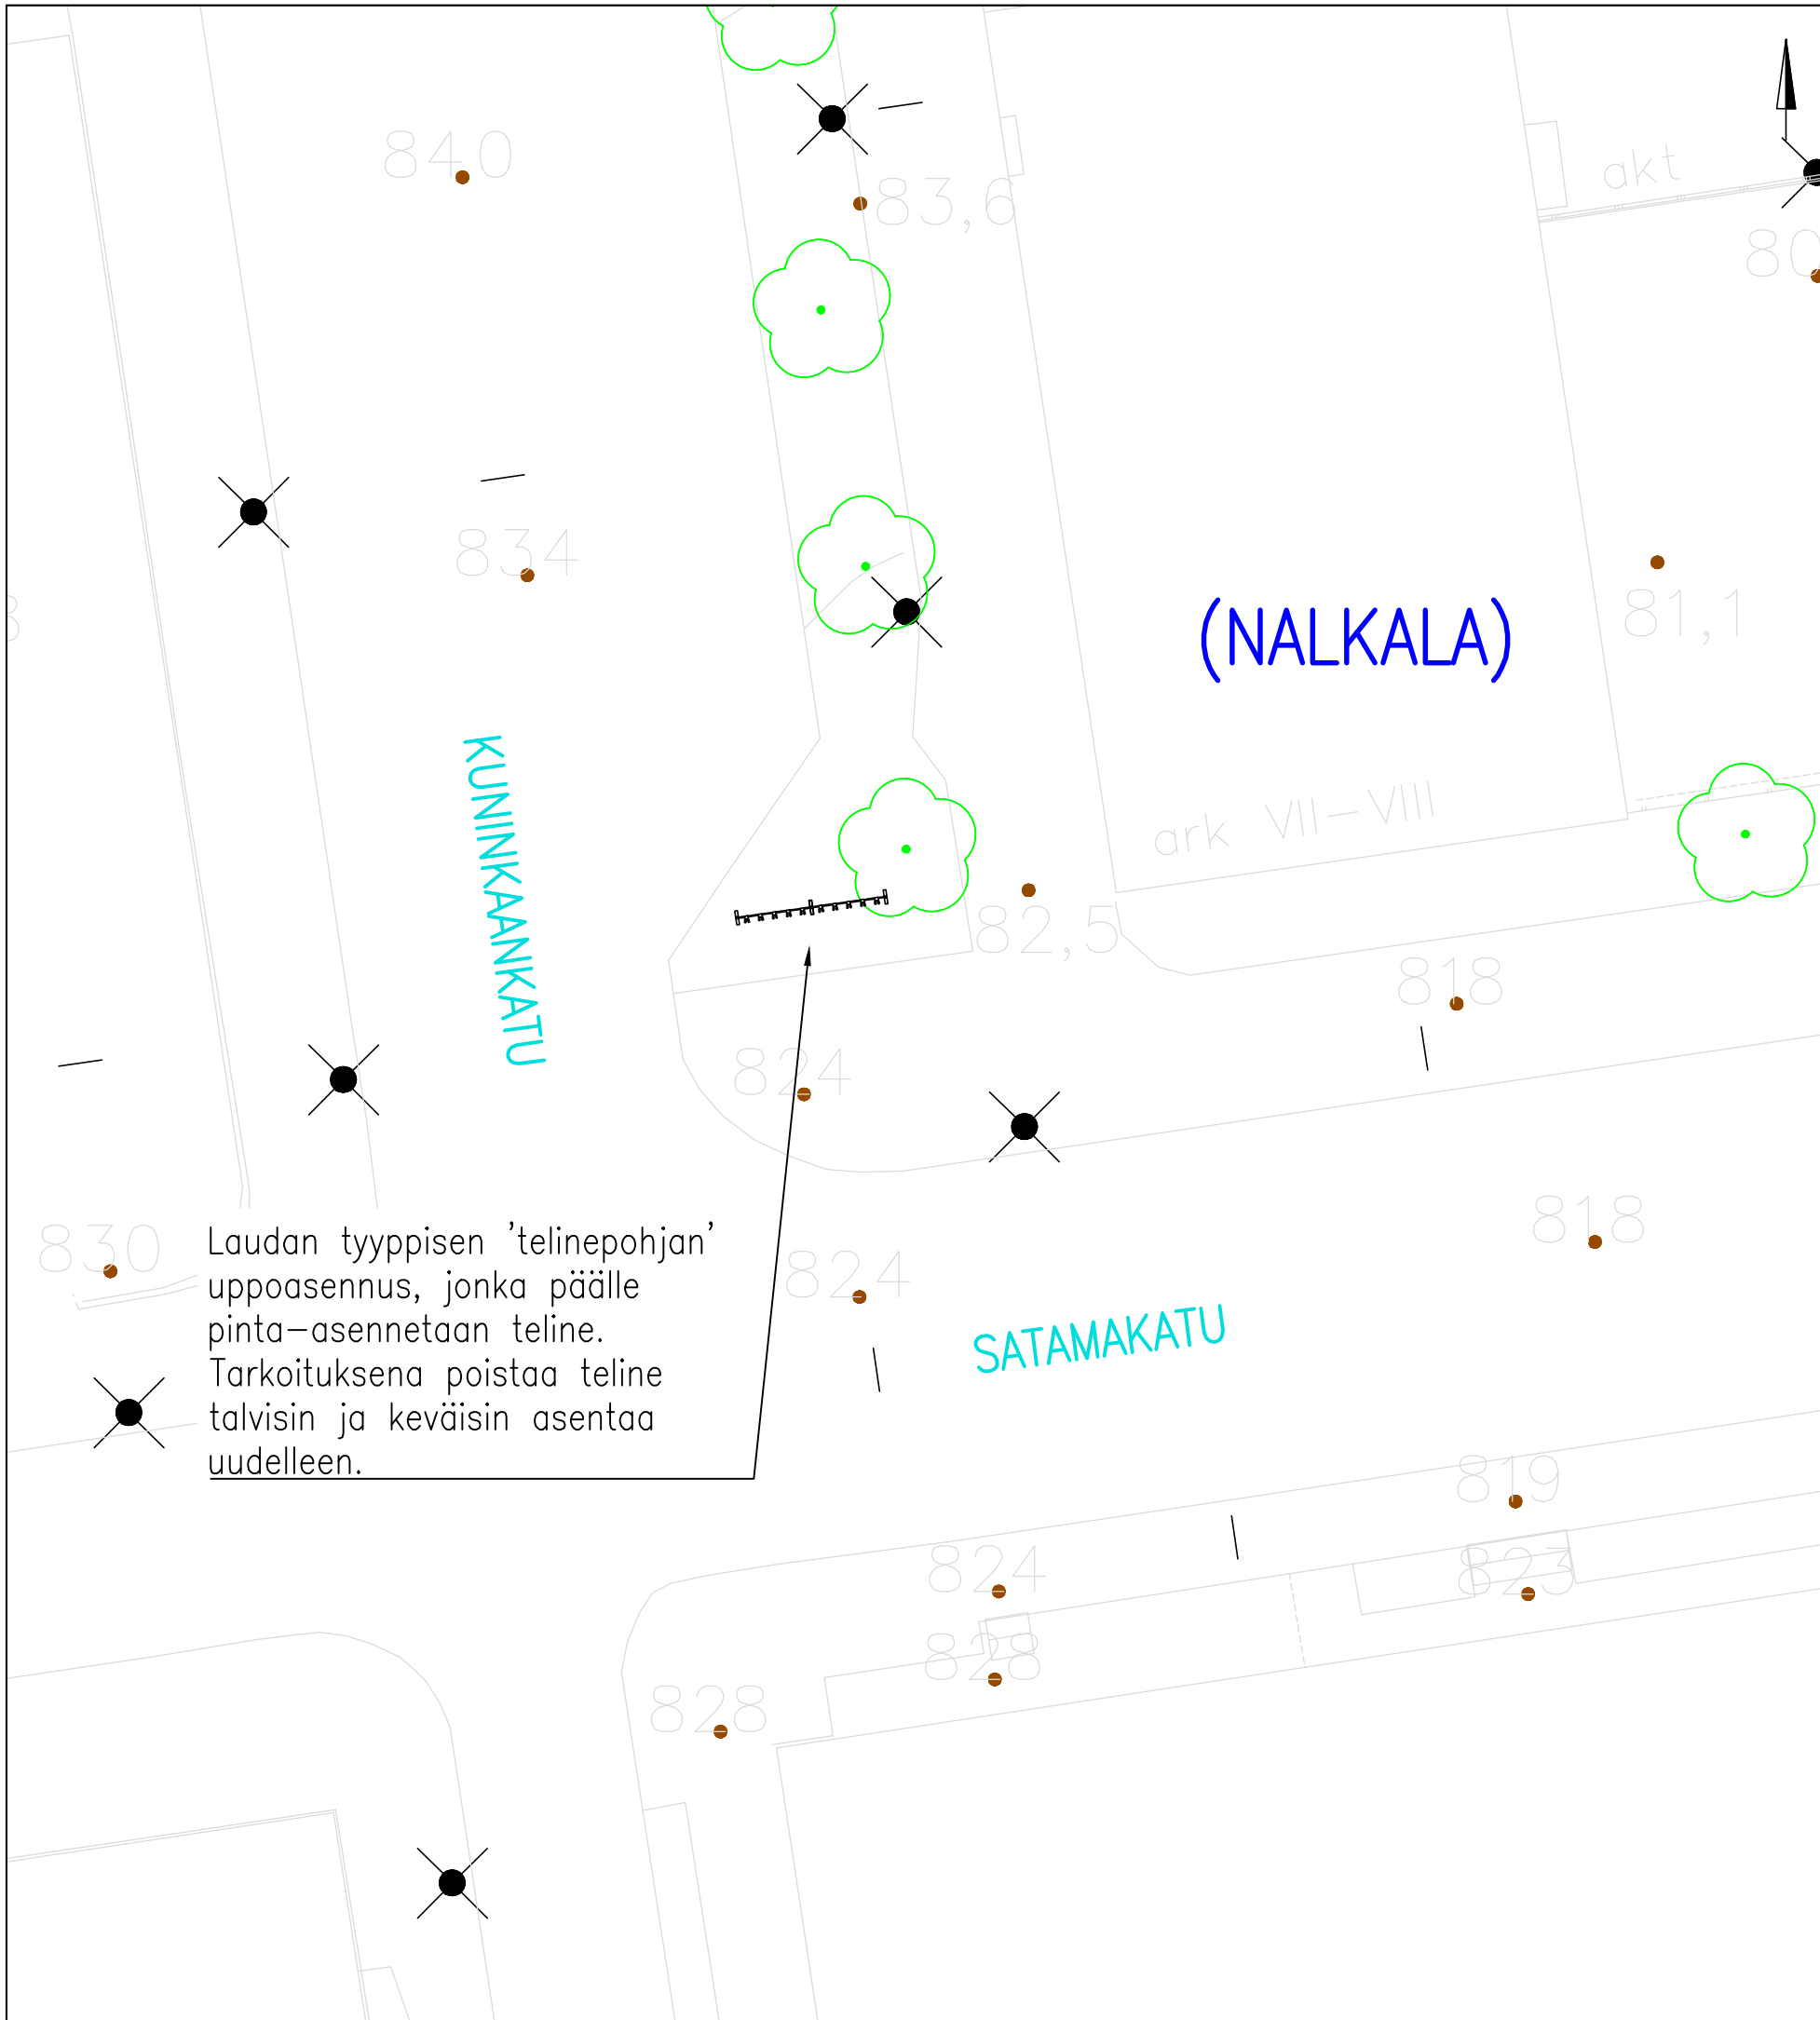 840
83,6
akt
80
834
(NALKALA)
81,1
KUNINKAANKATU
ark VII-VIII
82,5
818
824
830
Laudan tyyppisen 'telinepohjan'
uppoasennus, jonka päälle
pinta-asennetaan teline.
Tarkoituksena poistaa teline
talvisin ja keväisin asentaa
uudelleen.
818
824
SATAMAKATU
819
824
823
828
828